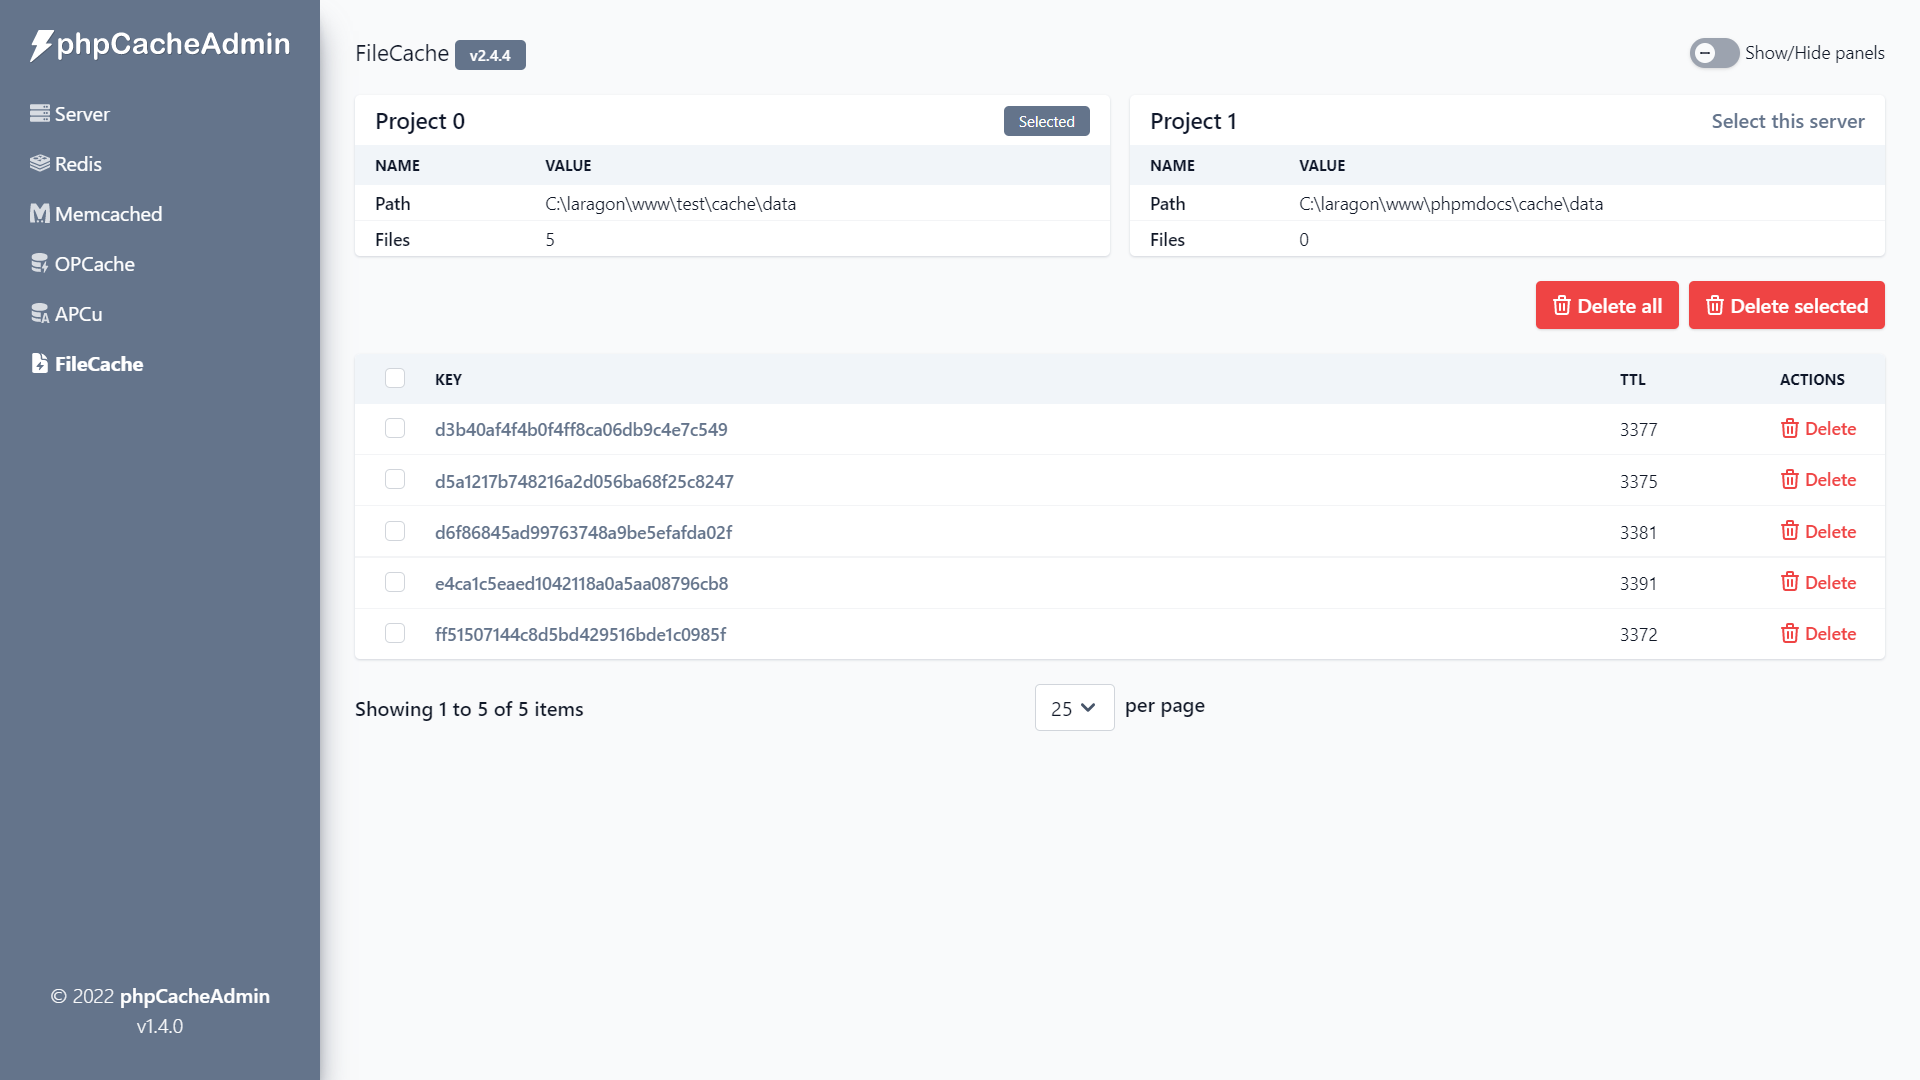 phpCacheAdmin
Server
Redis
Memcached
OPCache
APCu
FileCache
© 2022 phpCacheAdmin
v1.4.0
FileCache v2.4.4
Show/Hide panels
Project 0 Selected
NAME VALUE
Path C:\laragon\www\test\cache\data
Files 5
Project 1 Select this server
NAME VALUE
Path C:\laragon\www\phpmdocs\cache\data
Files 0
Delete all Delete selected
KEY TTL ACTIONS
d3b40af4f4b0f4ff8ca06db9c4e7c549 3377 Delete
d5a1217b748216a2d056ba68f25c8247 3375 Delete
d6f86845ad99763748a9be5efafda02f 3381 Delete
e4ca1c5eaed1042118a0a5aa08796cb8 3391 Delete
ff51507144c8d5bd429516bde1c0985f 3372 Delete
Showing 1 to 5 of 5 items 25 per page